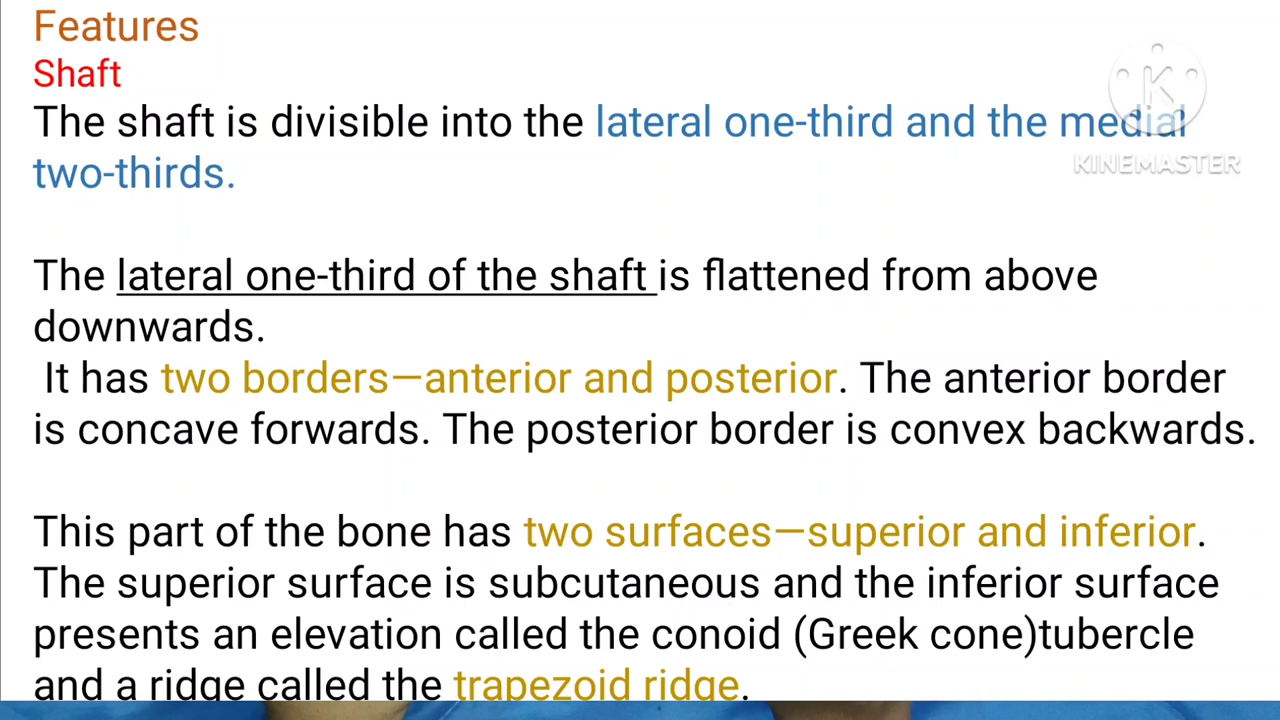 Features
Shaft
The shaft is divisible into the lateral one-third and the medial
two-thirds.
KINEMASTER
The lateral one-third of the shaft is flattened from above
downwards.
It has two borders—anterior and posterior. The anterior border
is concave forwards. The posterior border is convex backwards.
This part of the bone has two surfaces—superior and inferior.
The superior surface is subcutaneous and the inferior surface
presents an elevation called the conoid (Greek cone)tubercle
and a ridge called the trapezoid ridge.